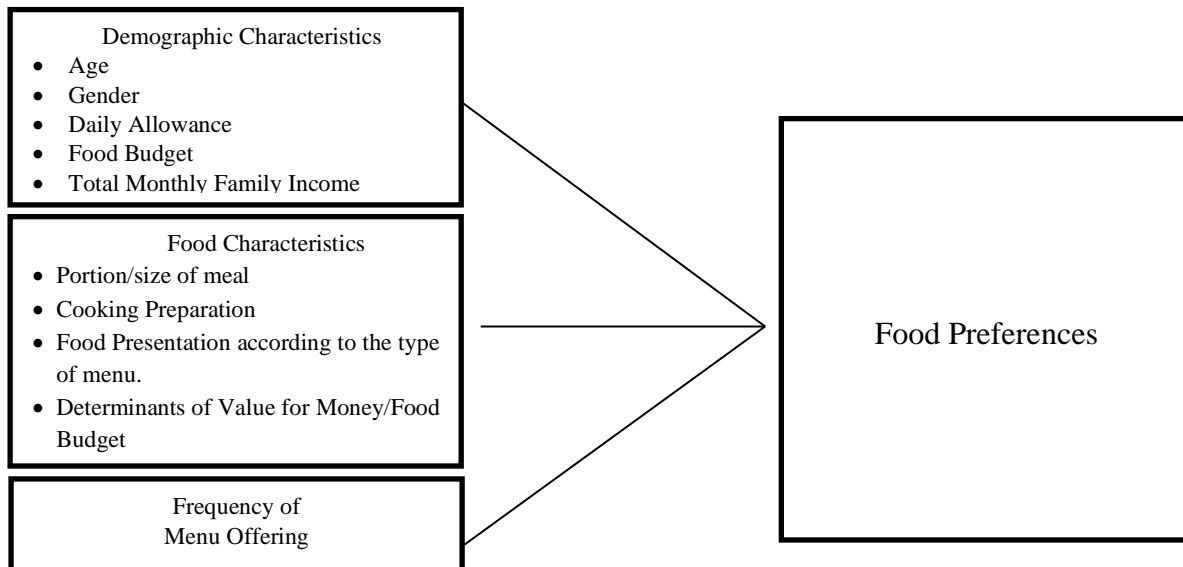 Demographic Characteristics
• Age
• Gender
• Daily Allowance
• Food Budget
• Total Monthly Family Income
Food Characteristics
• Portion/size of meal
• Cooking Preparation
• Food Presentation according to the type
of menu.
• Determinants of Value for Money/Food
Budget
Frequency of
Menu Offering
Food Preferences